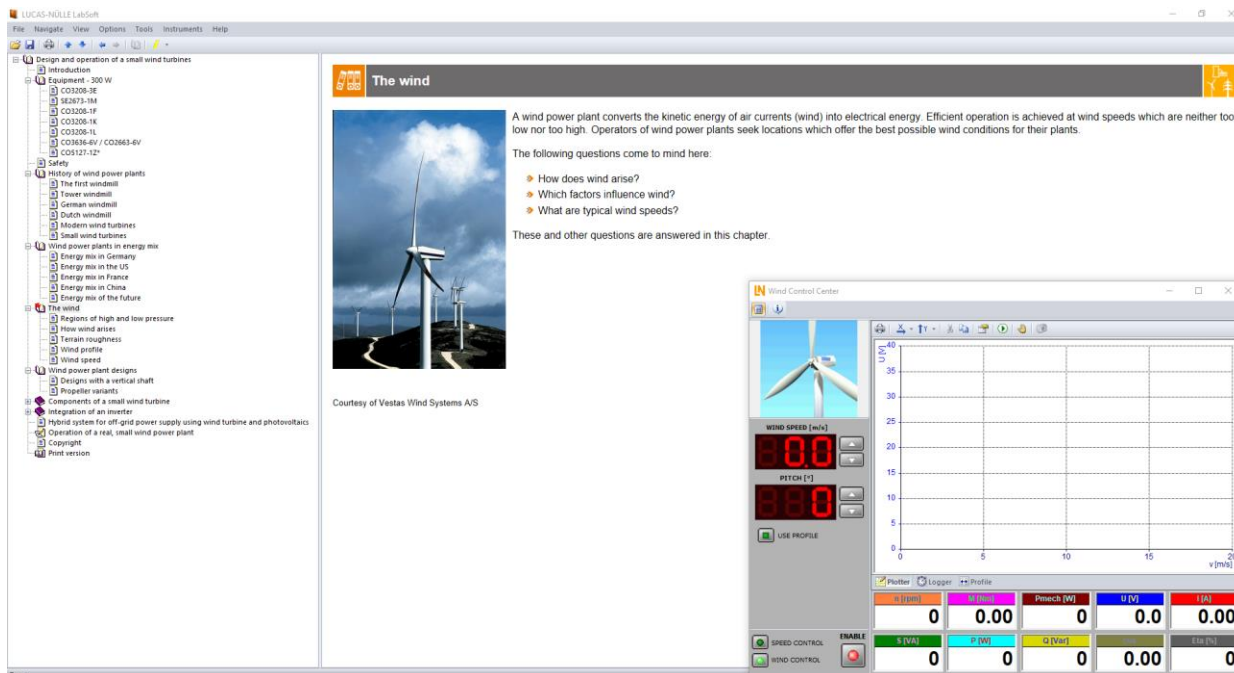 LUCAS-NÜLLE LabSoft
File Navigate View Options Tools Instruments Help
Design and operation of a small wind turbines
Introduction
Equipment - 300 W
CO3208-3E
SE2673-1M
CO3208-1F
CO3208-1K
CO3208-1L
CO3636-6V / CO2663-6V
CO5127-1Z*
Safety
History of wind power plants
The first windmill
Tower windmill
German windmill
Dutch windmill
Modern wind turbines
Small wind turbines
Wind power plants in energy mix
Energy mix in Germany
Energy mix in the US
Energy mix in France
Energy mix in China
Energy mix of the future
The wind
Regions of high and low pressure
How wind arises
Terrain roughness
Wind profile
Wind speed
Wind power plant designs
Designs with a vertical shaft
Propeller variants
Components of a small wind turbine
Integration of an inverter
Hybrid system for off-grid power supply using wind turbine and photovoltaics
Operation of a real, small wind power plant
Copyright
Print version
The wind
A wind power plant converts the kinetic energy of air currents (wind) into electrical energy. Efficient operation is achieved at wind speeds which are neither too
low nor too high. Operators of wind power plants seek locations which offer the best possible wind conditions for their plants.
The following questions come to mind here:
How does wind arise?
Which factors influence wind?
What are typical wind speeds?
These and other questions are answered in this chapter.
Courtesy of Vestas Wind Systems A/S
LN Wind Control Center
WIND SPEED [m/s]
0.0
PITCH [°]
0
USE PROFILE
SPEED CONTROL
WIND CONTROL
ENABLE
U [V]
40
35
30
25
20
15
10
5
0
0 5 10 15 20
v [m/s]
Plotter Logger Profile
n [rpm] M [Nm] Pmech [W] U [V] I [A]
0 0.00 0 0.0 0.00
S [VA] P [W] Q [Var] Eta [%]
0 0 0 0.00 0